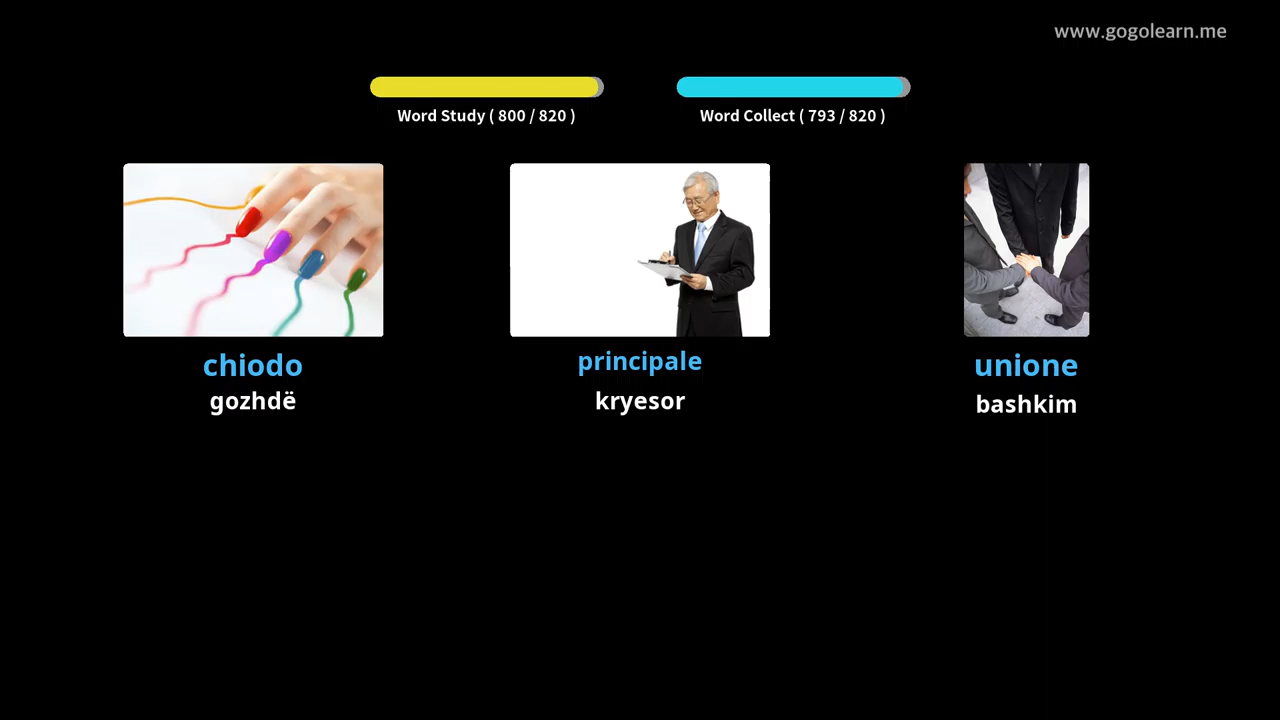 www.gogolearn.me
Word Study ( 800 / 820 )
Word Collect ( 793 / 820 )
chiodo
gozhdë
principale
kryesor
unione
bashkim